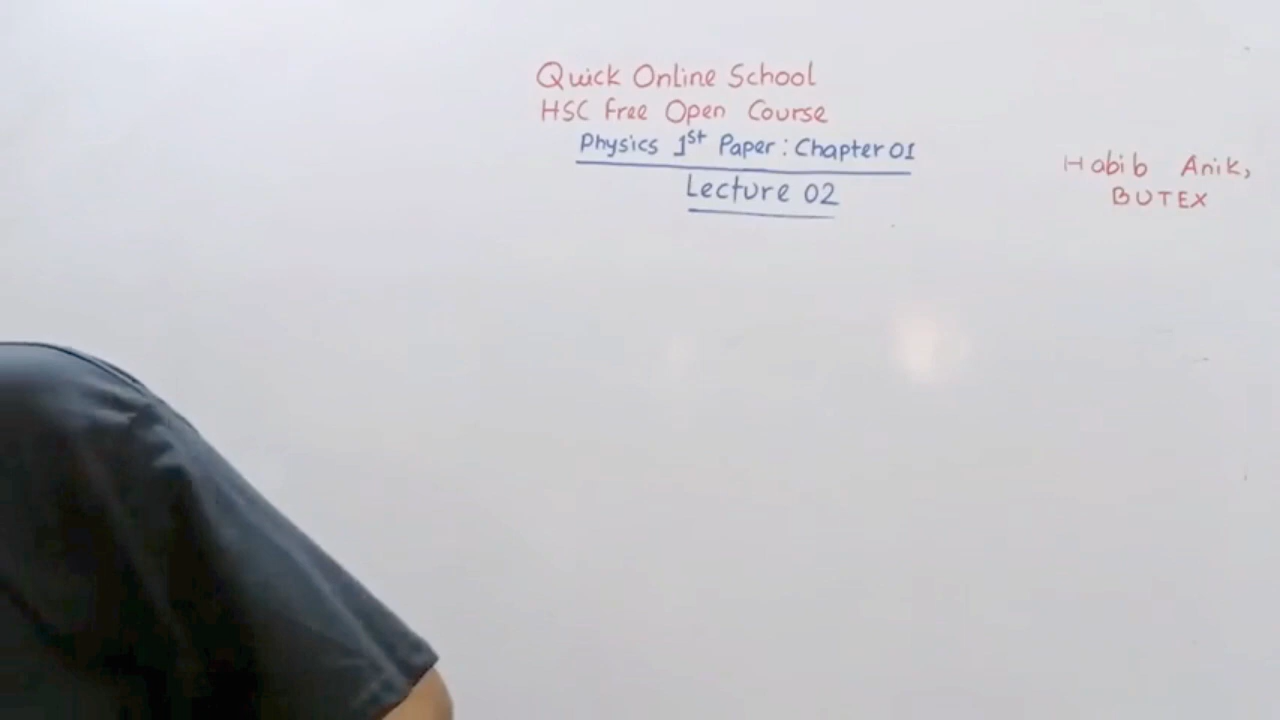 Quick Online School
HSC Free Open Course
Physics 1st Paper: Chapter 01
Lecture 02
Habib Anik,
BUTEX